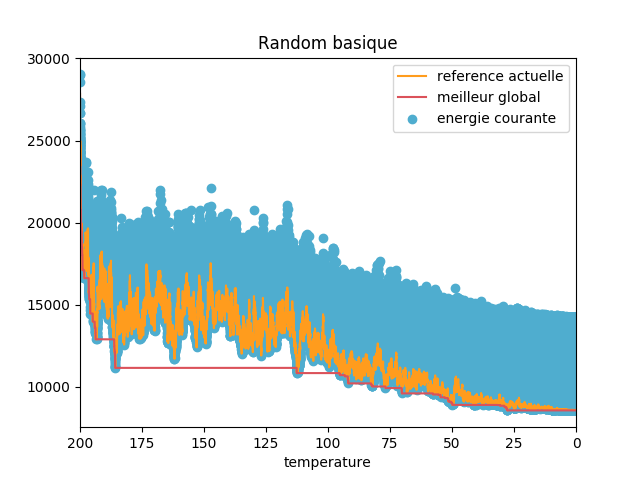 Random basique
30000
25000
20000
15000
10000
reference actuelle
meilleur global
energie courante
200
175
150
125
100
75
50
25
0
temperature